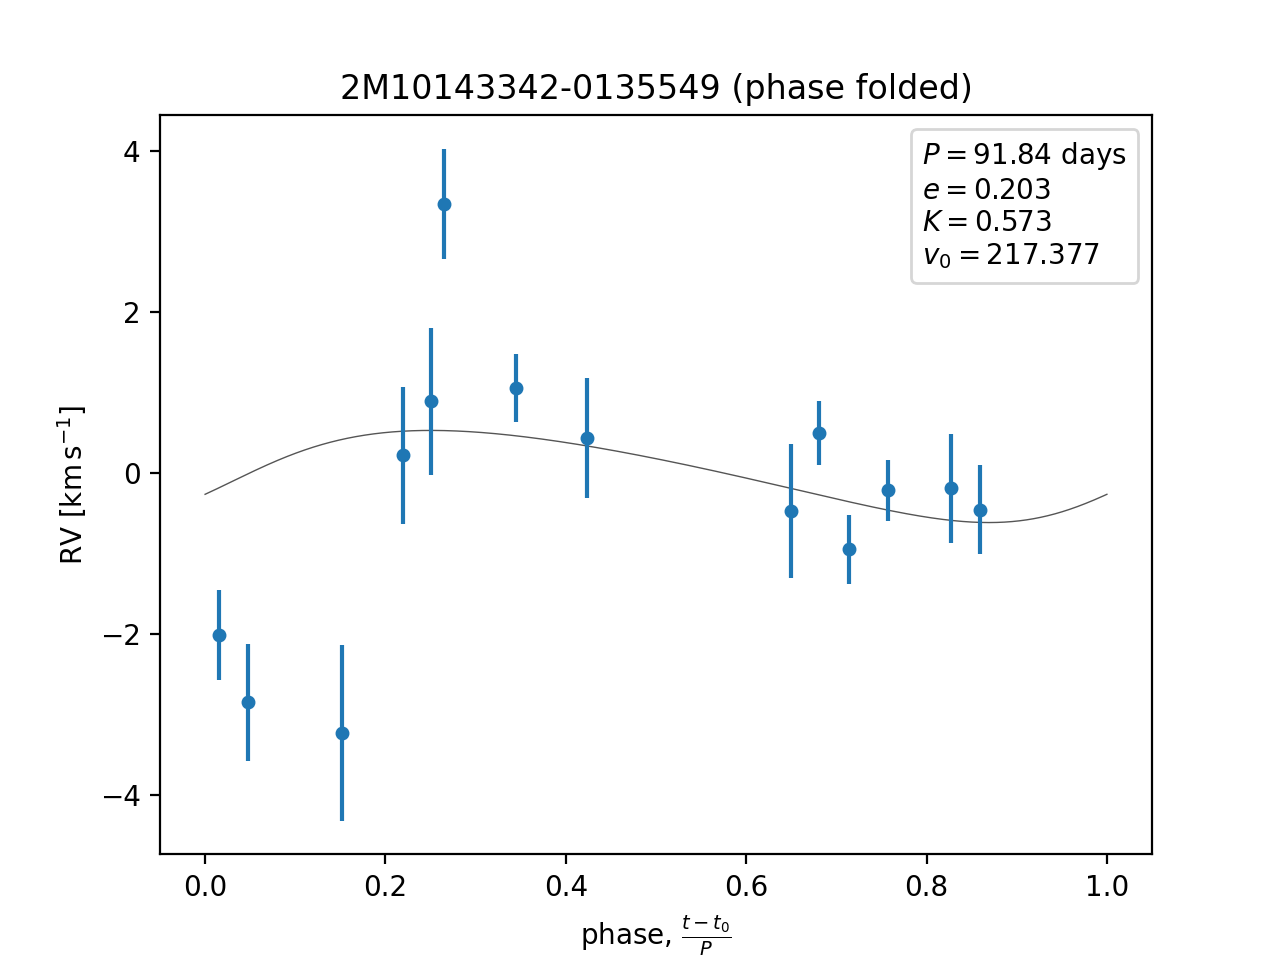 2M10143342-0135549 (phase folded)
P = 91.84 days
e = 0.203
K = 0.573
v₀ = 217.377
RV [km s⁻¹]
4
2
0
−2
−4
0.0 0.2 0.4 0.6 0.8 1.0
phase, (t − t₀)/P